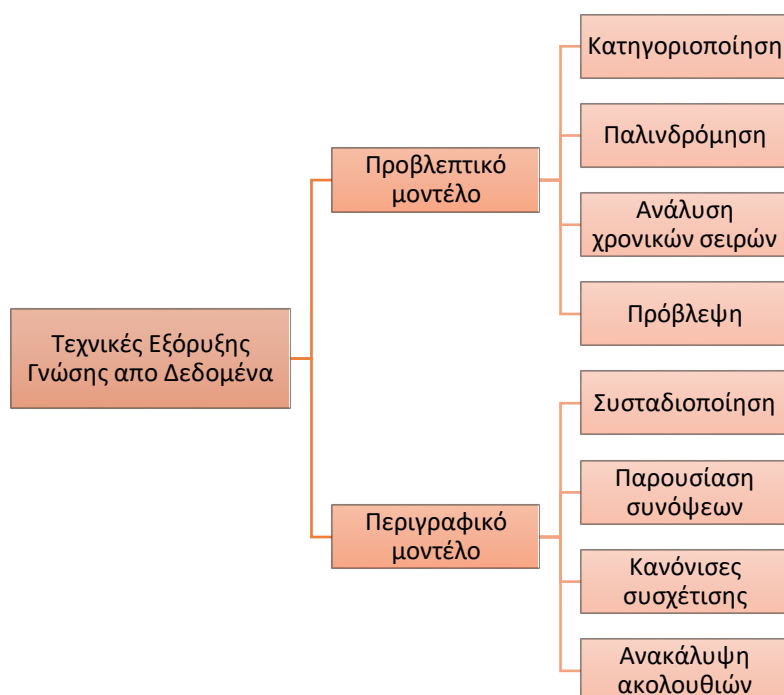 Τεχνικές Εξόρυξης
Γνώσης απο Δεδομένα
Προβλεπτικό
μοντέλο
Κατηγοριοποίηση
Παλινδρόμηση
Ανάλυση
χρονικών σειρών
Πρόβλεψη
Περιγραφικό
μοντέλο
Συσταδιοποίηση
Παρουσίαση
συνόψεων
Κανόνισες
συσχέτισης
Ανακάλυψη
ακολουθιών